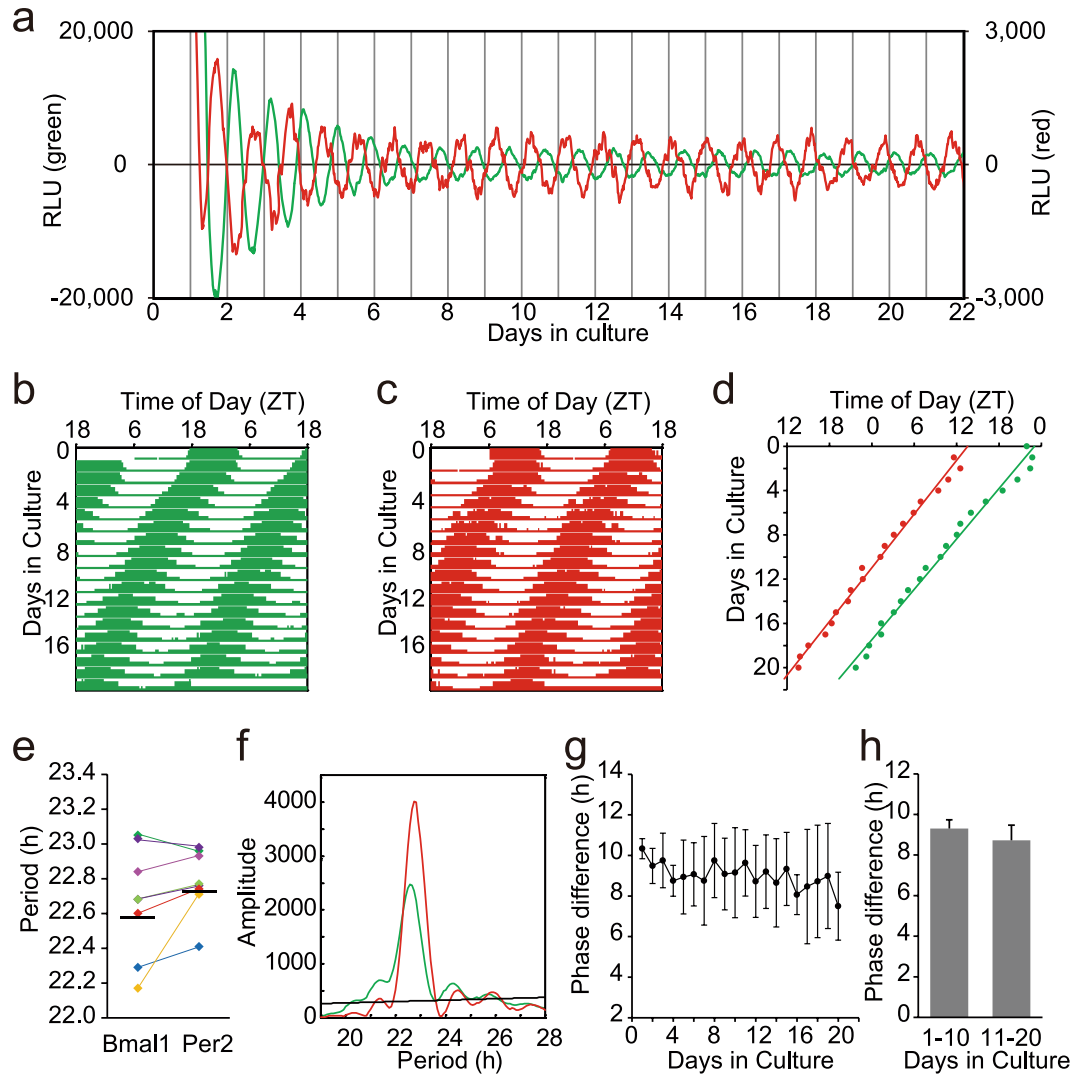 a
20,000
3,000
RLU (green)
0
0
RLU (red)
-20,000
-3,000
0 2 4 6 8 10 12 14 16 18 20 22
Days in culture
b
Time of Day (ZT)
18 6 18 6 18
Days in Culture
0
4
8
12
16
c
Time of Day (ZT)
18 6 18 6 18
Days in Culture
0
4
8
12
16
d
Time of Day (ZT)
12 18 0 6 12 18 0
Days in Culture
0
4
8
12
16
20
e
Period (h)
23.4
23.2
23.0
22.8
22.6
22.4
22.2
22.0
Bmal1 Per2
f
Amplitude
4000
3000
2000
1000
0
20 22 24 26 28
Period (h)
g
Phase difference (h)
14
12
10
8
6
4
2
0 4 8 12 16 20
Days in Culture
h
Phase difference (h)
12
10
8
6
4
2
0
1-10 11-20
Days in Culture